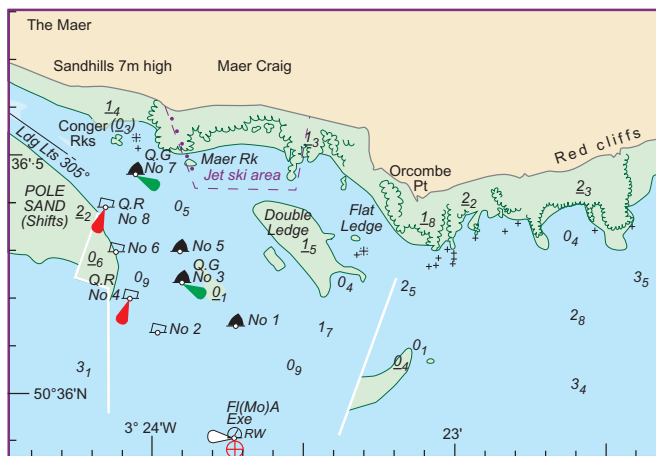 The Maer
Sandhills 7m high
Maer Craig
1₄
Conger (0₃)
Rks
1₃
Red cliffs
Ldg Lts 305°
36'·5
Q.G
No 7
Maer Rk
Jet ski area
Orcombe
Pt
POLE
SAND
(Shifts)
2₂
Q.R
No 8
0₅
Double
Ledge
1₅
Flat
Ledge
1₈
2₂
2₃
0₄
No 6
No 5
0₆
Q.R
No 4
0₉
Q.G
No 3
0₁
0₄
2₅
3₅
No 2
No 1
1₇
2₈
0₁
0₄
3₁
0₉
3₄
50°36'N
3° 24'W
Fl(Mo)A
Exe
RW
23'